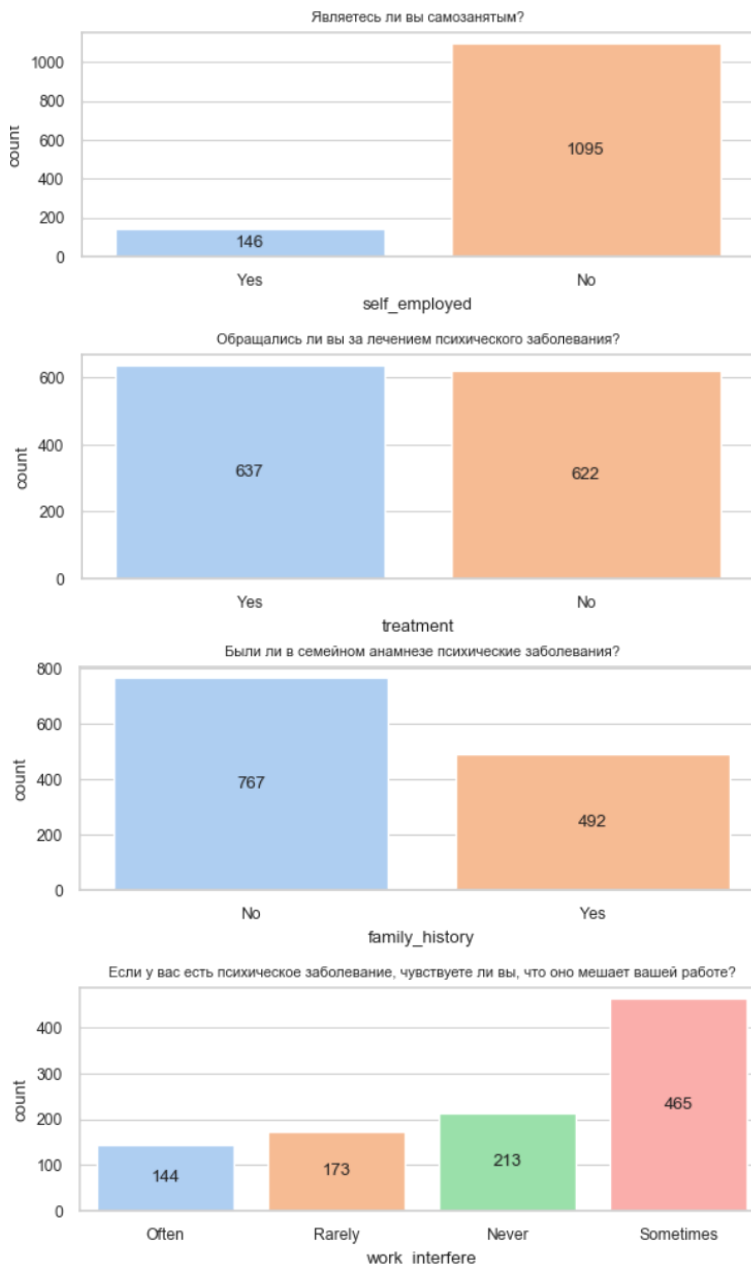 Являетесь ли вы самозанятым?
1000
800
600
400
200
0
count
146
1095
Yes No
self_employed
Обращались ли вы за лечением психического заболевания?
600
400
200
0
count
637
622
Yes No
treatment
Были ли в семейном анамнезе психические заболевания?
800
600
400
200
0
count
767
492
No Yes
family_history
Если у вас есть психическое заболевание, чувствуете ли вы, что оно мешает вашей работе?
400
300
200
100
0
count
144
173
213
465
Often Rarely Never Sometimes
work_interfere